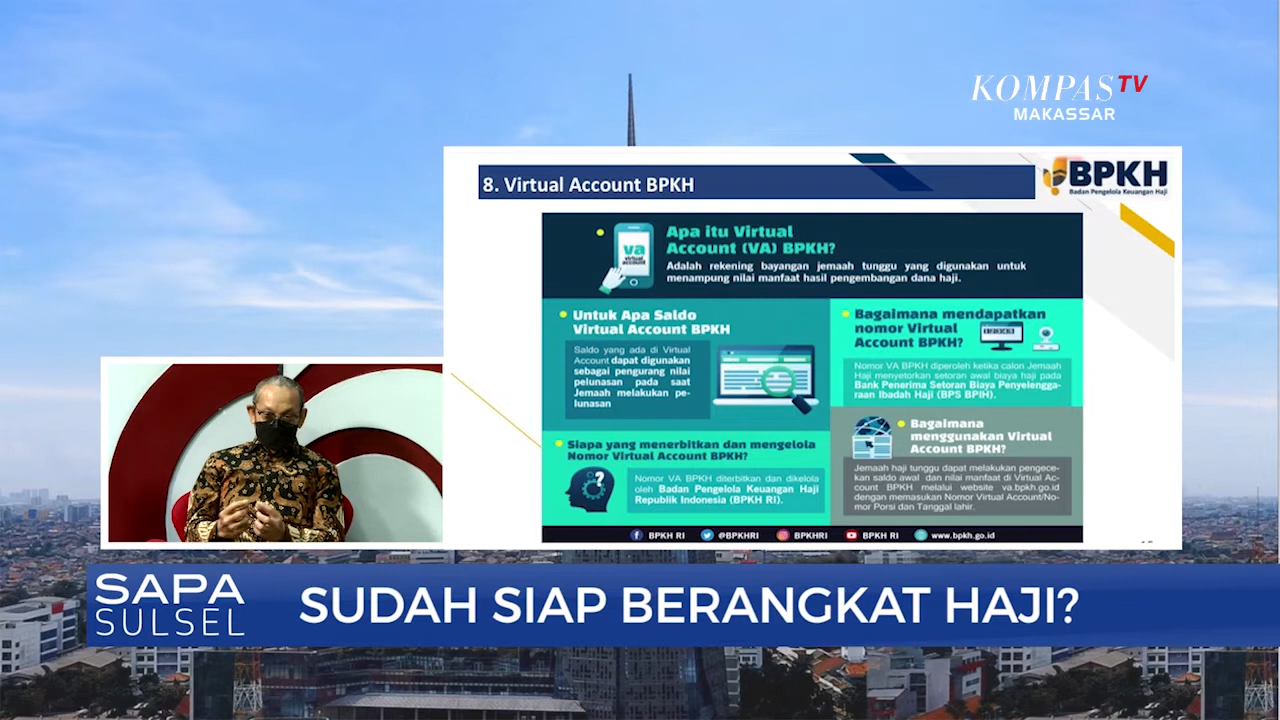 KOMPAS TV
MAKASSAR
8. Virtual Account BPKH
BPKH
Badan Pengelola Keuangan Haji
va
virtual
account
Apa itu Virtual
Account (VA) BPKH?
Adalah rekening bayangan jemaah tunggu yang digunakan untuk
menampung nilai manfaat hasil pengembangan dana haji.
Untuk Apa Saldo
Virtual Account BPKH
Saldo yang ada di Virtual
Account dapat digunakan
sebagai pengurang nilai
pelunasan pada saat
Jemaah melakukan pe-
lunasan
Bagaimana mendapatkan
nomor Virtual
Account BPKH?
Nomor VA BPKH diperoleh ketika calon Jemaah
Haji menyetorkan setoran awal biaya haji pada
Bank Penerima Setoran Biaya Penyelengga-
raan Ibadah Haji (BPS BPIH).
Siapa yang menerbitkan dan mengelola
Nomor Virtual Account BPKH?
?
Nomor VA BPKH diterbitkan dan dikelola
oleh Badan Pengelola Keuangan Haji
Republik Indonesia (BPKH RI).
Bagaimana
menggunakan Virtual
Account BPKH?
Jemaah haji tunggu dapat melakukan pengece-
kan saldo awal dan nilai manfaat di Virtual Ac-
count BPKH melalui website va.bpkh.go.id
dengan memasukan Nomor Virtual Account/No-
mor Porsi dan Tanggal lahir.
BPKH RI @BPKHRI BPKHRI BPKH RI www.bpkh.go.id
SAPA
SULSEL
SUDAH SIAP BERANGKAT HAJI?